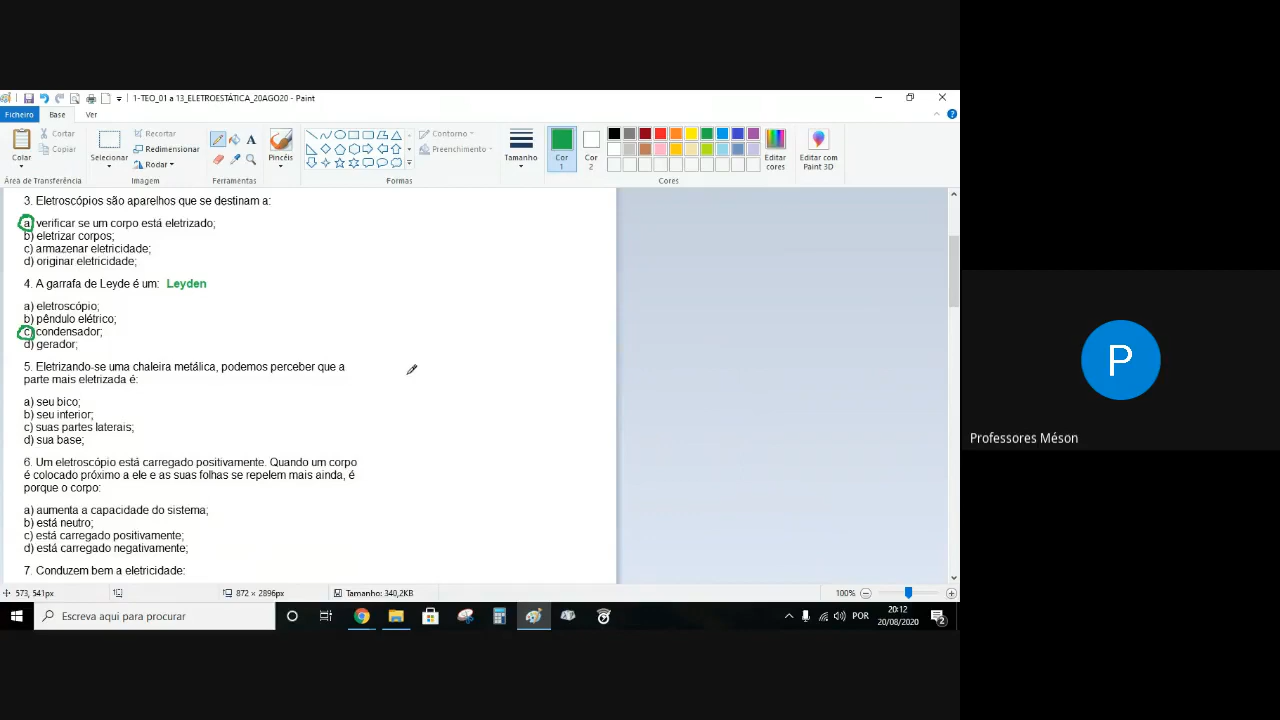 1-TEO_01 a 13_ELETROESTÁTICA_20AGO20 - Paint
Ficheiro Base Ver
Colar
Cortar
Copiar
Área de Transferência
Selecionar
Recortar
Redimensionar
Rodar
Imagem
A
Ferramentas
Pincéis
Contorno
Preenchimento
Formas
Tamanho
Cor 1
Cor 2
Editar cores
Cores
Editar com Paint 3D
3. Eletroscópios são aparelhos que se destinam a:
a) verificar se um corpo está eletrizado;
b) eletrizar corpos;
c) armazenar eletricidade;
d) originar eletricidade;
4. A garrafa de Leyde é um: Leyden
a) eletroscópio;
b) pêndulo elétrico;
c) condensador;
d) gerador;
5. Eletrizando-se uma chaleira metálica, podemos perceber que a
parte mais eletrizada é:
a) seu bico;
b) seu interior;
c) suas partes laterais;
d) sua base;
6. Um eletroscópio está carregado positivamente. Quando um corpo
é colocado próximo a ele e as suas folhas se repelem mais ainda, é
porque o corpo:
a) aumenta a capacidade do sistema;
b) está neutro;
c) está carregado positivamente;
d) está carregado negativamente;
7. Conduzem bem a eletricidade:
573, 541px
872 × 2896px
Tamanho: 340,2KB
100%
Escreva aqui para procurar
POR
20:12
20/08/2020
2
P
Professores Méson